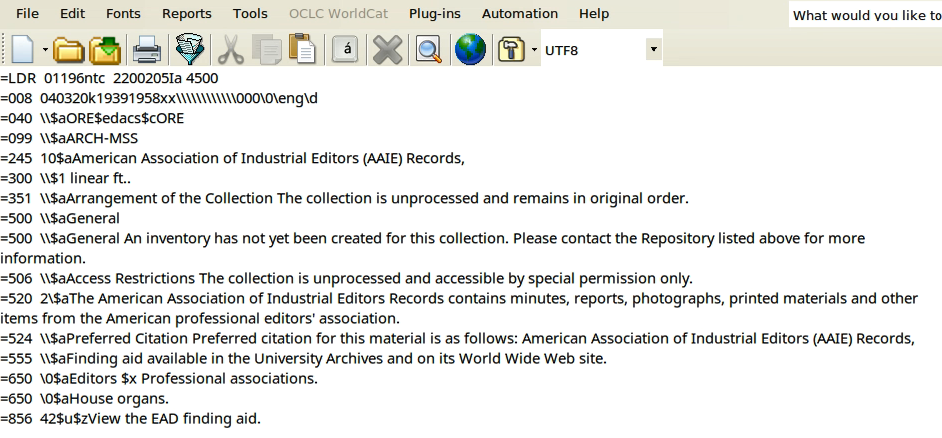 File Edit Fonts Reports Tools OCLC WorldCat Plug-ins Automation Help What would you like to
á UTF8
=LDR  01196ntc  2200205Ia 4500
=008  040320k19391958xx\\\\\\\\\\\\000\0\eng\d
=040  \\$aORE$edacs$cORE
=099  \\$aARCH-MSS
=245  10$aAmerican Association of Industrial Editors (AAIE) Records,
=300  \\$1 linear ft..
=351  \\$aArrangement of the Collection The collection is unprocessed and remains in original order.
=500  \\$aGeneral
=500  \\$aGeneral An inventory has not yet been created for this collection. Please contact the Repository listed above for more
information.
=506  \\$aAccess Restrictions The collection is unprocessed and accessible by special permission only.
=520  2\$aThe American Association of Industrial Editors Records contains minutes, reports, photographs, printed materials and other
items from the American professional editors' association.
=524  \\$aPreferred Citation Preferred citation for this material is as follows: American Association of Industrial Editors (AAIE) Records,
=555  \\$aFinding aid available in the University Archives and on its World Wide Web site.
=650  \0$aEditors $x Professional associations.
=650  \0$aHouse organs.
=856  42$u$zView the EAD finding aid.